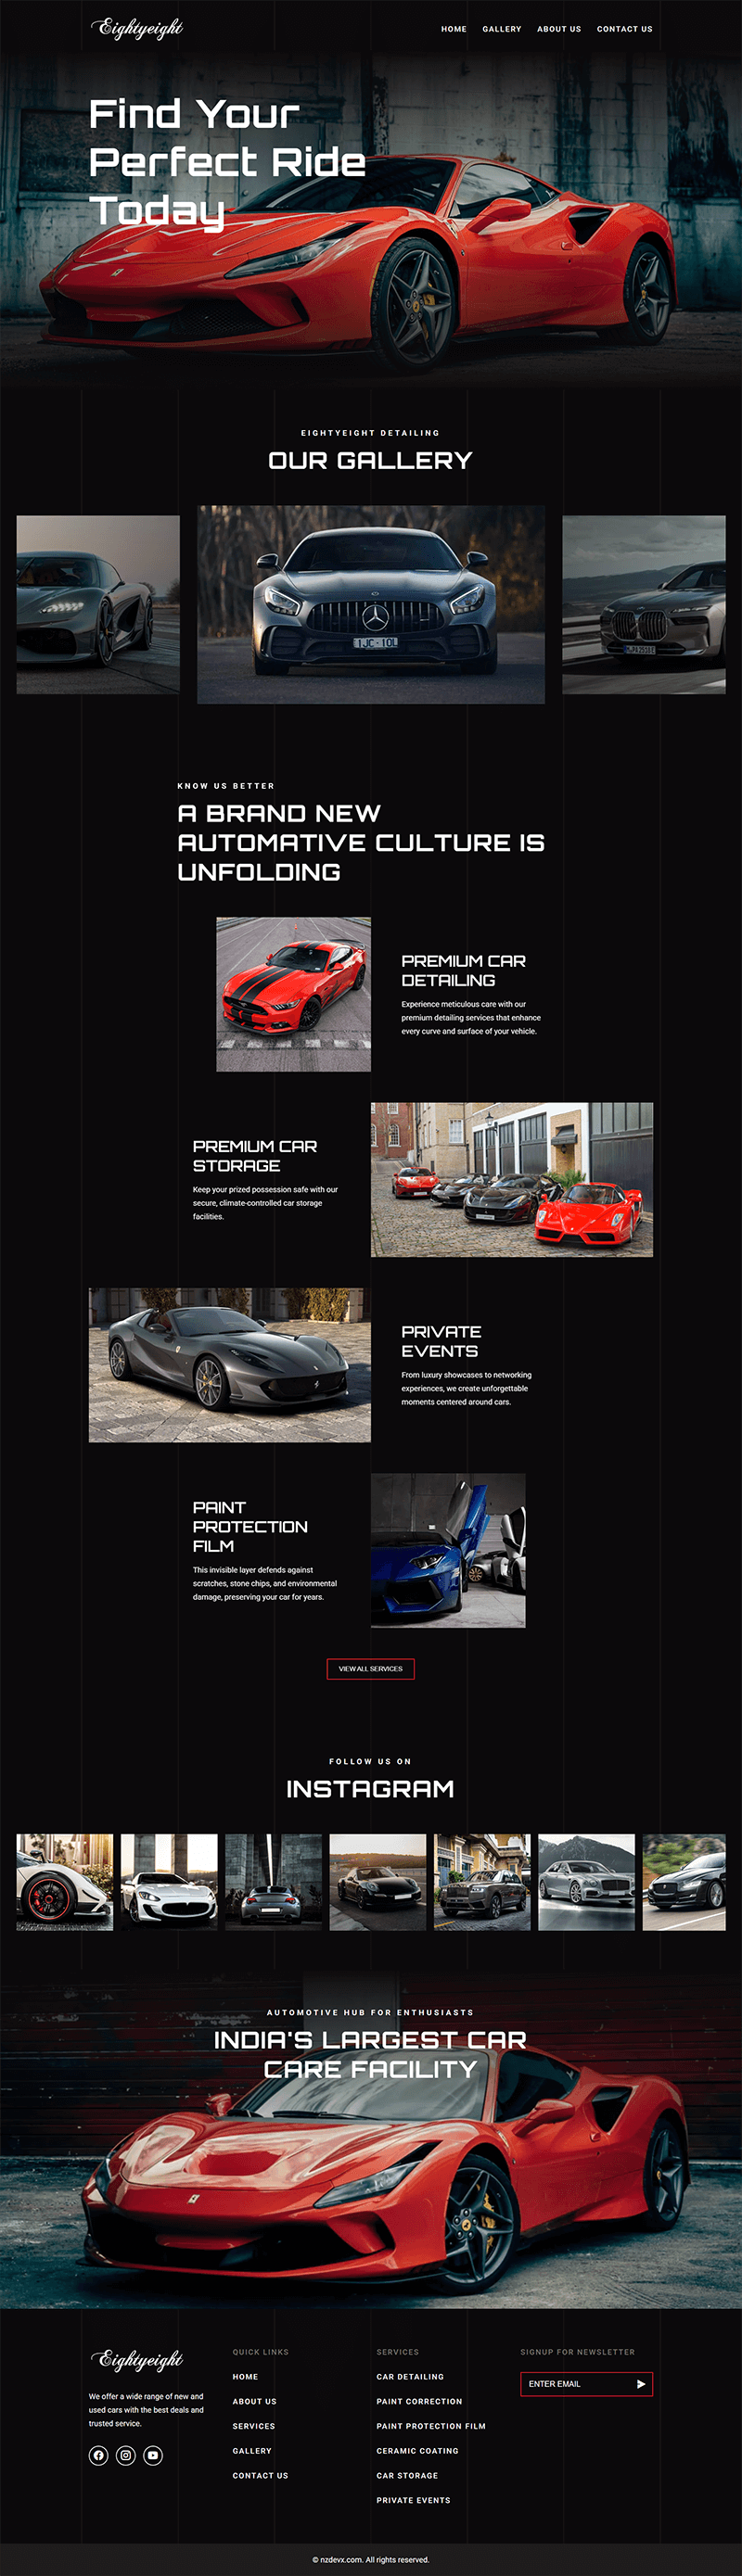 Eightyeight
HOME GALLERY ABOUT US CONTACT US
Find Your
Perfect Ride
Today
EIGHTYEIGHT DETAILING
OUR GALLERY
1JC 1OL
KNOW US BETTER
A BRAND NEW
AUTOMATIVE CULTURE IS
UNFOLDING
PREMIUM CAR
DETAILING
Experience meticulous care with our
premium detailing services that enhance
every curve and surface of your vehicle.
PREMIUM CAR
STORAGE
Keep your prized possession safe with our
secure, climate-controlled car storage
facilities.
PRIVATE
EVENTS
From luxury showcases to networking
experiences, we create unforgettable
moments centered around cars.
PAINT
PROTECTION
FILM
This invisible layer defends against
scratches, stone chips, and environmental
damage, preserving your car for years.
VIEW ALL SERVICES
FOLLOW US ON
INSTAGRAM
AUTOMOTIVE HUB FOR ENTHUSIASTS
INDIA'S LARGEST CAR
CARE FACILITY
Eightyeight
We offer a wide range of new and
used cars with the best deals and
trusted service.
QUICK LINKS
HOME
ABOUT US
SERVICES
GALLERY
CONTACT US
SERVICES
CAR DETAILING
PAINT CORRECTION
PAINT PROTECTION FILM
CERAMIC COATING
CAR STORAGE
PRIVATE EVENTS
SIGNUP FOR NEWSLETTER
ENTER EMAIL
© nzdevx.com. All rights reserved.